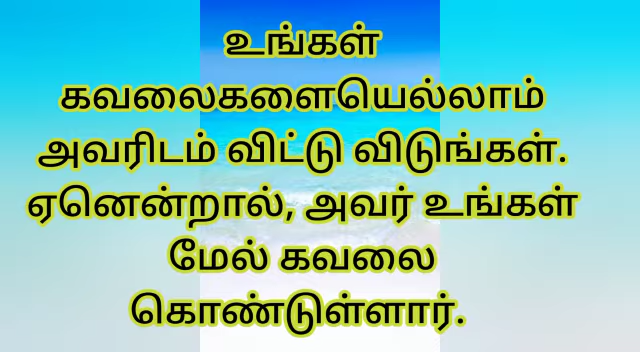 உங்கள்
கவலைகளையெல்லாம்
அவரிடம் விட்டு விடுங்கள்.
ஏனென்றால், அவர் உங்கள்
மேல் கவலை
கொண்டுள்ளார்.